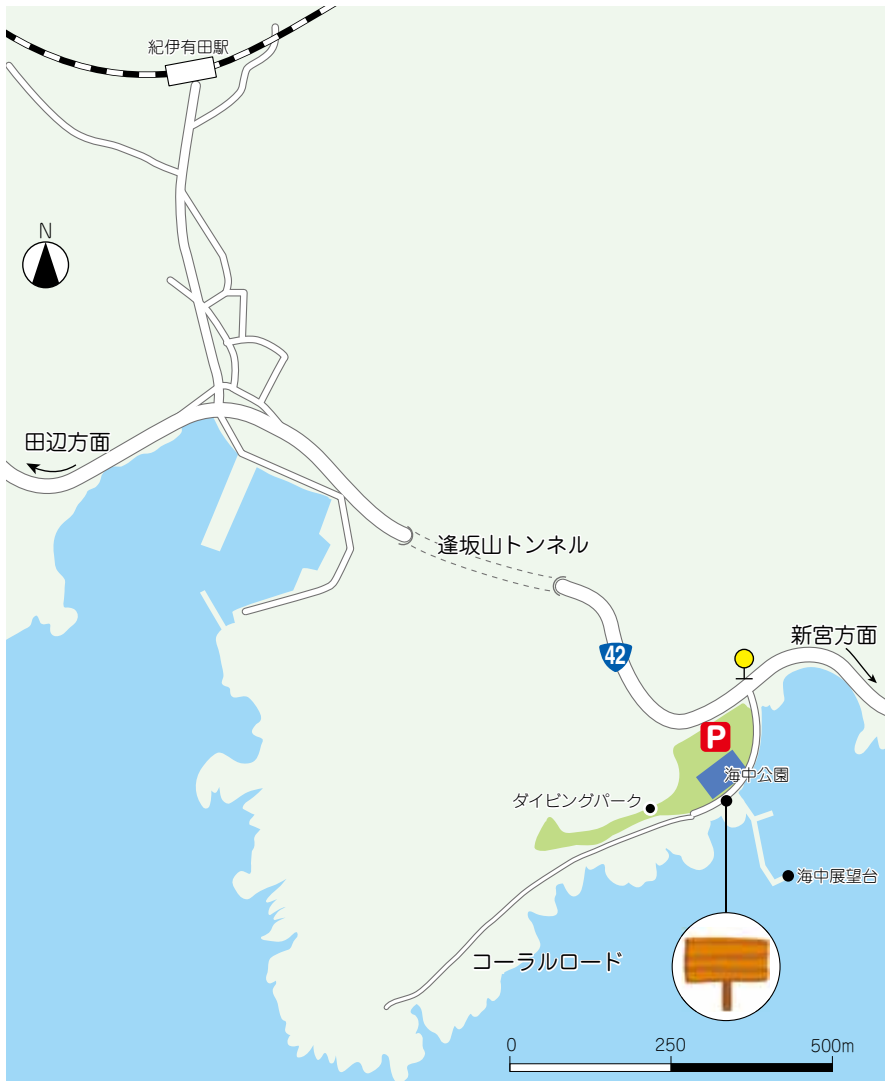 紀伊有田駅
N
田辺方面
逢坂山トンネル
新宮方面
42
P
海中公園
ダイビングパーク
海中展望台
コーラルロード
0 250 500m